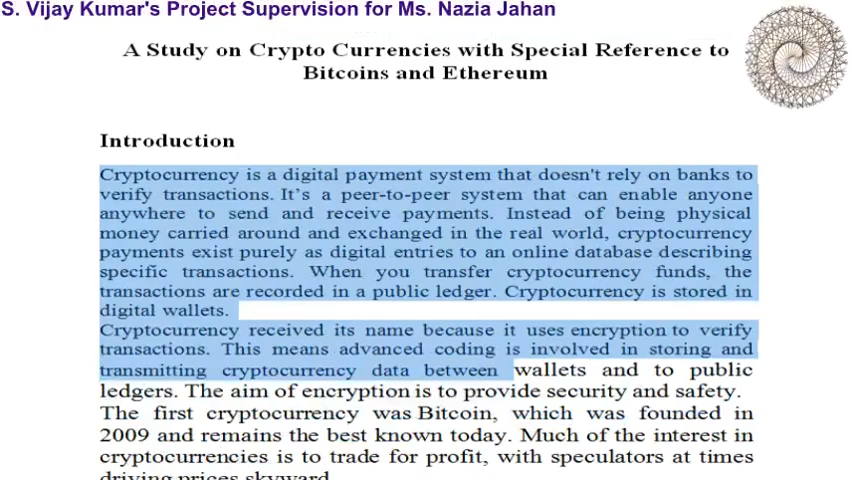 S. Vijay Kumar's Project Supervision for Ms. Nazia Jahan
A Study on Crypto Currencies with Special Reference to
Bitcoins and Ethereum
Introduction
Cryptocurrency is a digital payment system that doesn't rely on banks to
verify transactions. It’s a peer-to-peer system that can enable anyone
anywhere to send and receive payments. Instead of being physical
money carried around and exchanged in the real world, cryptocurrency
payments exist purely as digital entries to an online database describing
specific transactions. When you transfer cryptocurrency funds, the
transactions are recorded in a public ledger. Cryptocurrency is stored in
digital wallets.
Cryptocurrency received its name because it uses encryption to verify
transactions. This means advanced coding is involved in storing and
transmitting cryptocurrency data between wallets and to public
ledgers. The aim of encryption is to provide security and safety.
The first cryptocurrency was Bitcoin, which was founded in
2009 and remains the best known today. Much of the interest in
cryptocurrencies is to trade for profit, with speculators at times
driving prices skyward.